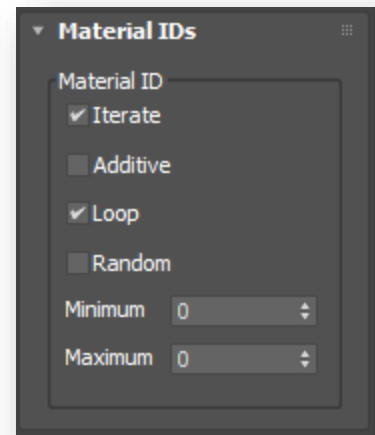 Material IDs
Material ID
Iterate
Additive
Loop
Random
Minimum 0
Maximum 0